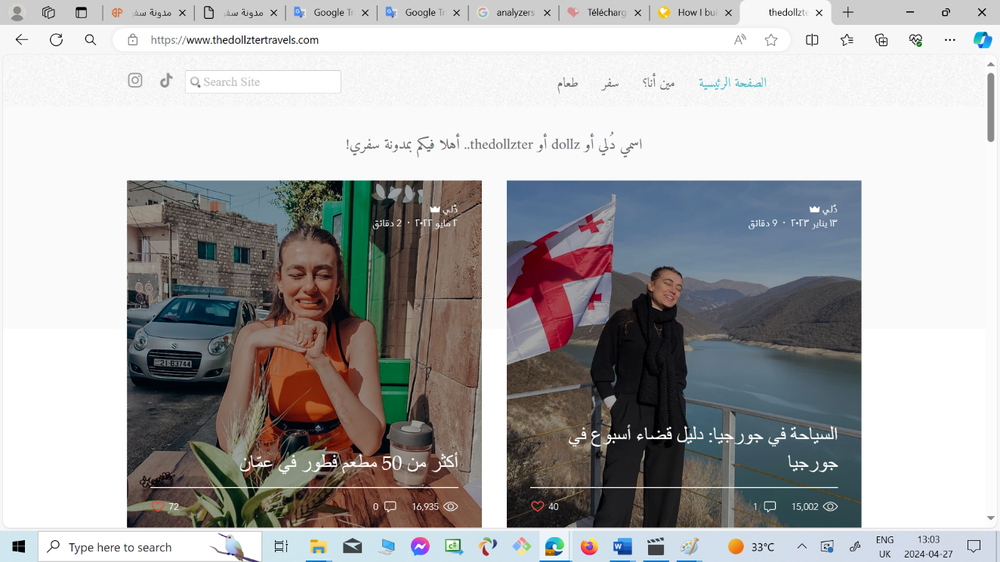 مدونة سفر
مدونة سفر
Google Tr
Google Tr
analyzers
Télécharg
How I bui
thedollzte
https://www.thedollztertravels.com
Search Site
الصفحة الرئيسية
مين أنا؟
سفر
طعام
اسمي دُلي أو dollz أو thedollzter.. أهلا فيكم بمدونة سفري!
دُلي
١٣ يناير ٢٠٢٣ · 9 دقائق
السياحة في جورجيا: دليل قضاء أسبوع في
جورجيا
15,002
1
40
دُلي
٢ مايو ٢٠٢٢ · 2 دقائق
21-B3744
أكثر من 50 مطعم فطور في عمّان
16,935
0
72
Type here to search
33°C
ENG
UK
13:03
2024-04-27